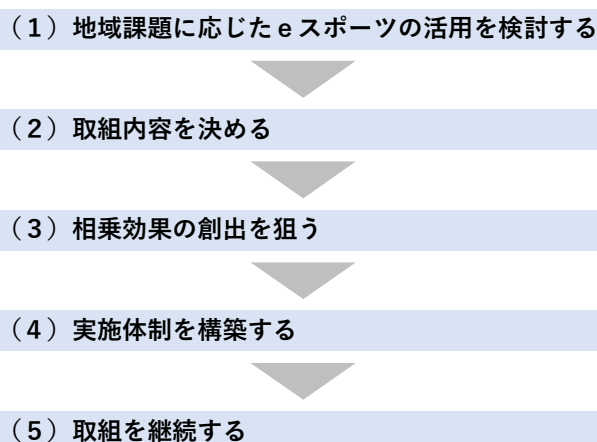 （１）地域課題に応じたｅスポーツの活用を検討する
（２）取組内容を決める
（３）相乗効果の創出を狙う
（４）実施体制を構築する
（５）取組を継続する